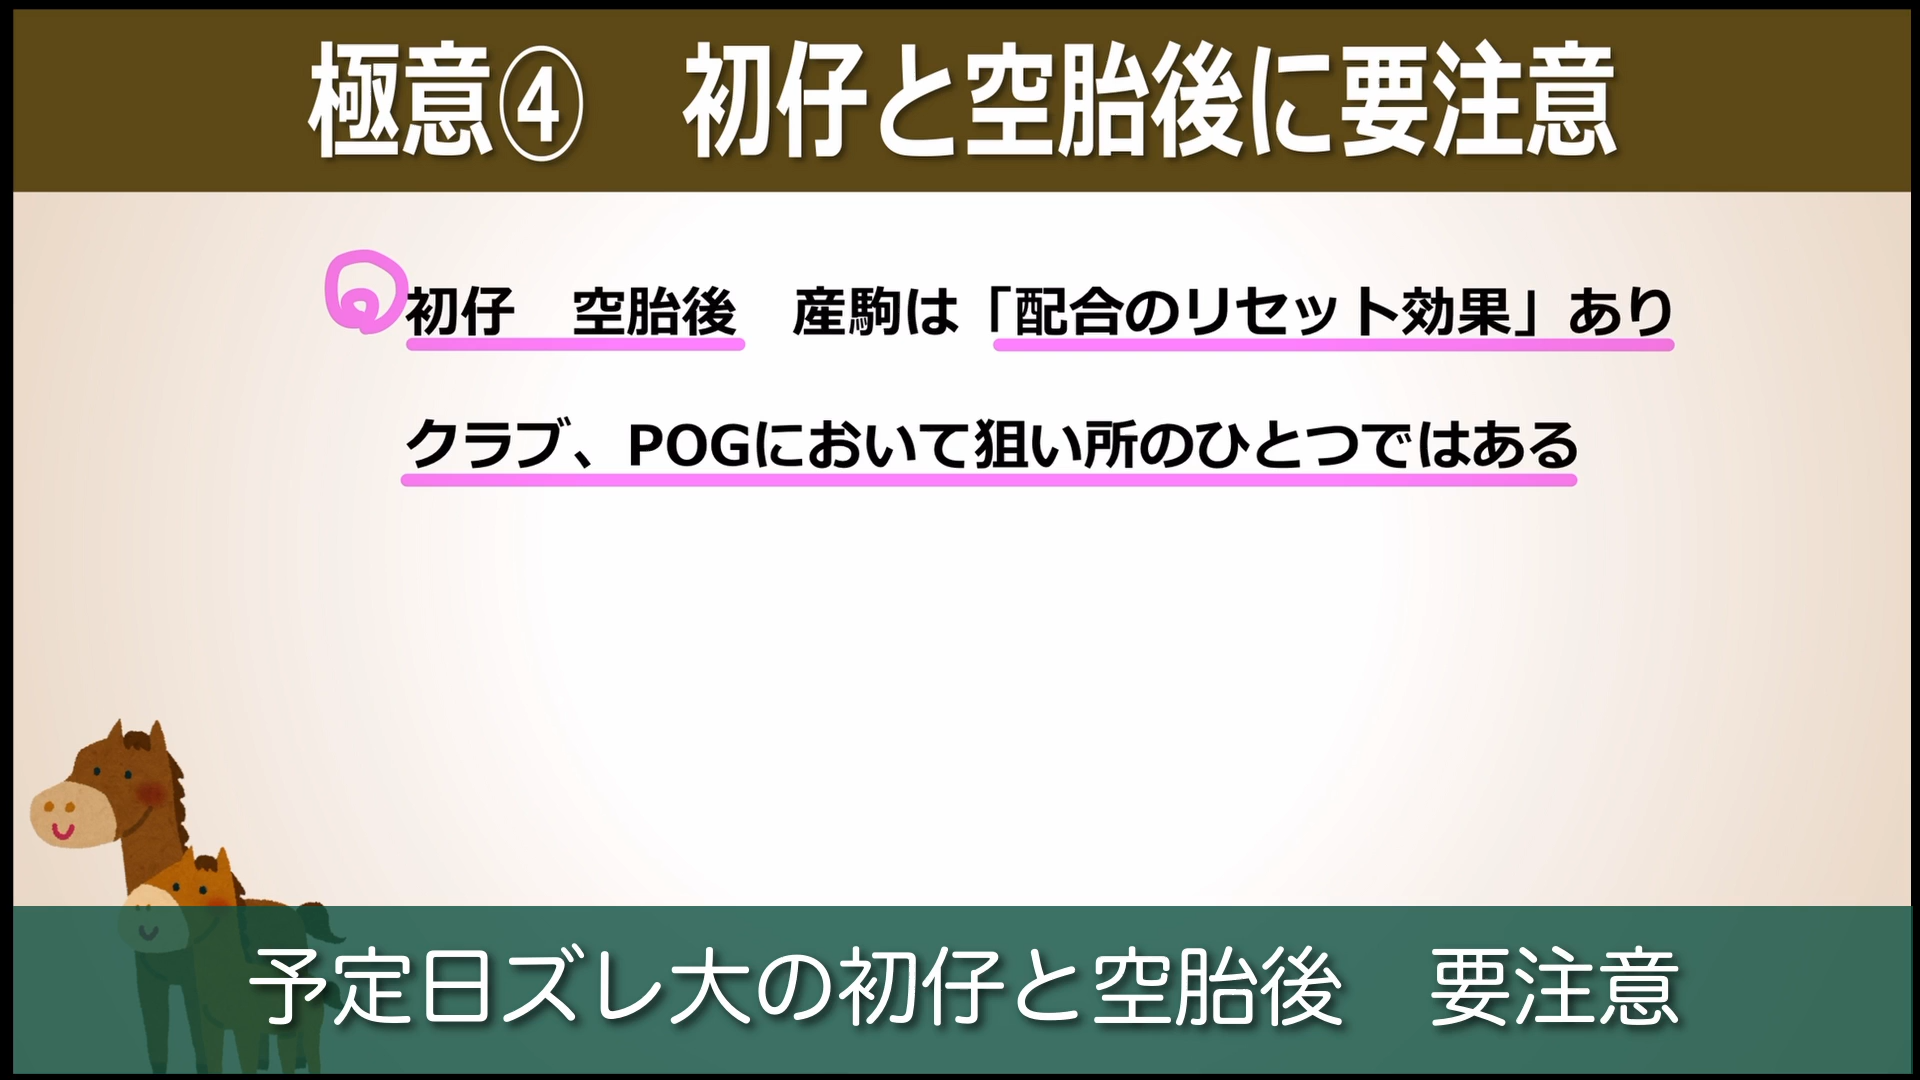 極意④　初仔と空胎後に要注意
初仔　空胎後　産駒は「配合のリセット効果」あり
クラブ、POGにおいて狙い所のひとつではある
予定日ズレ大の初仔と空胎後　要注意